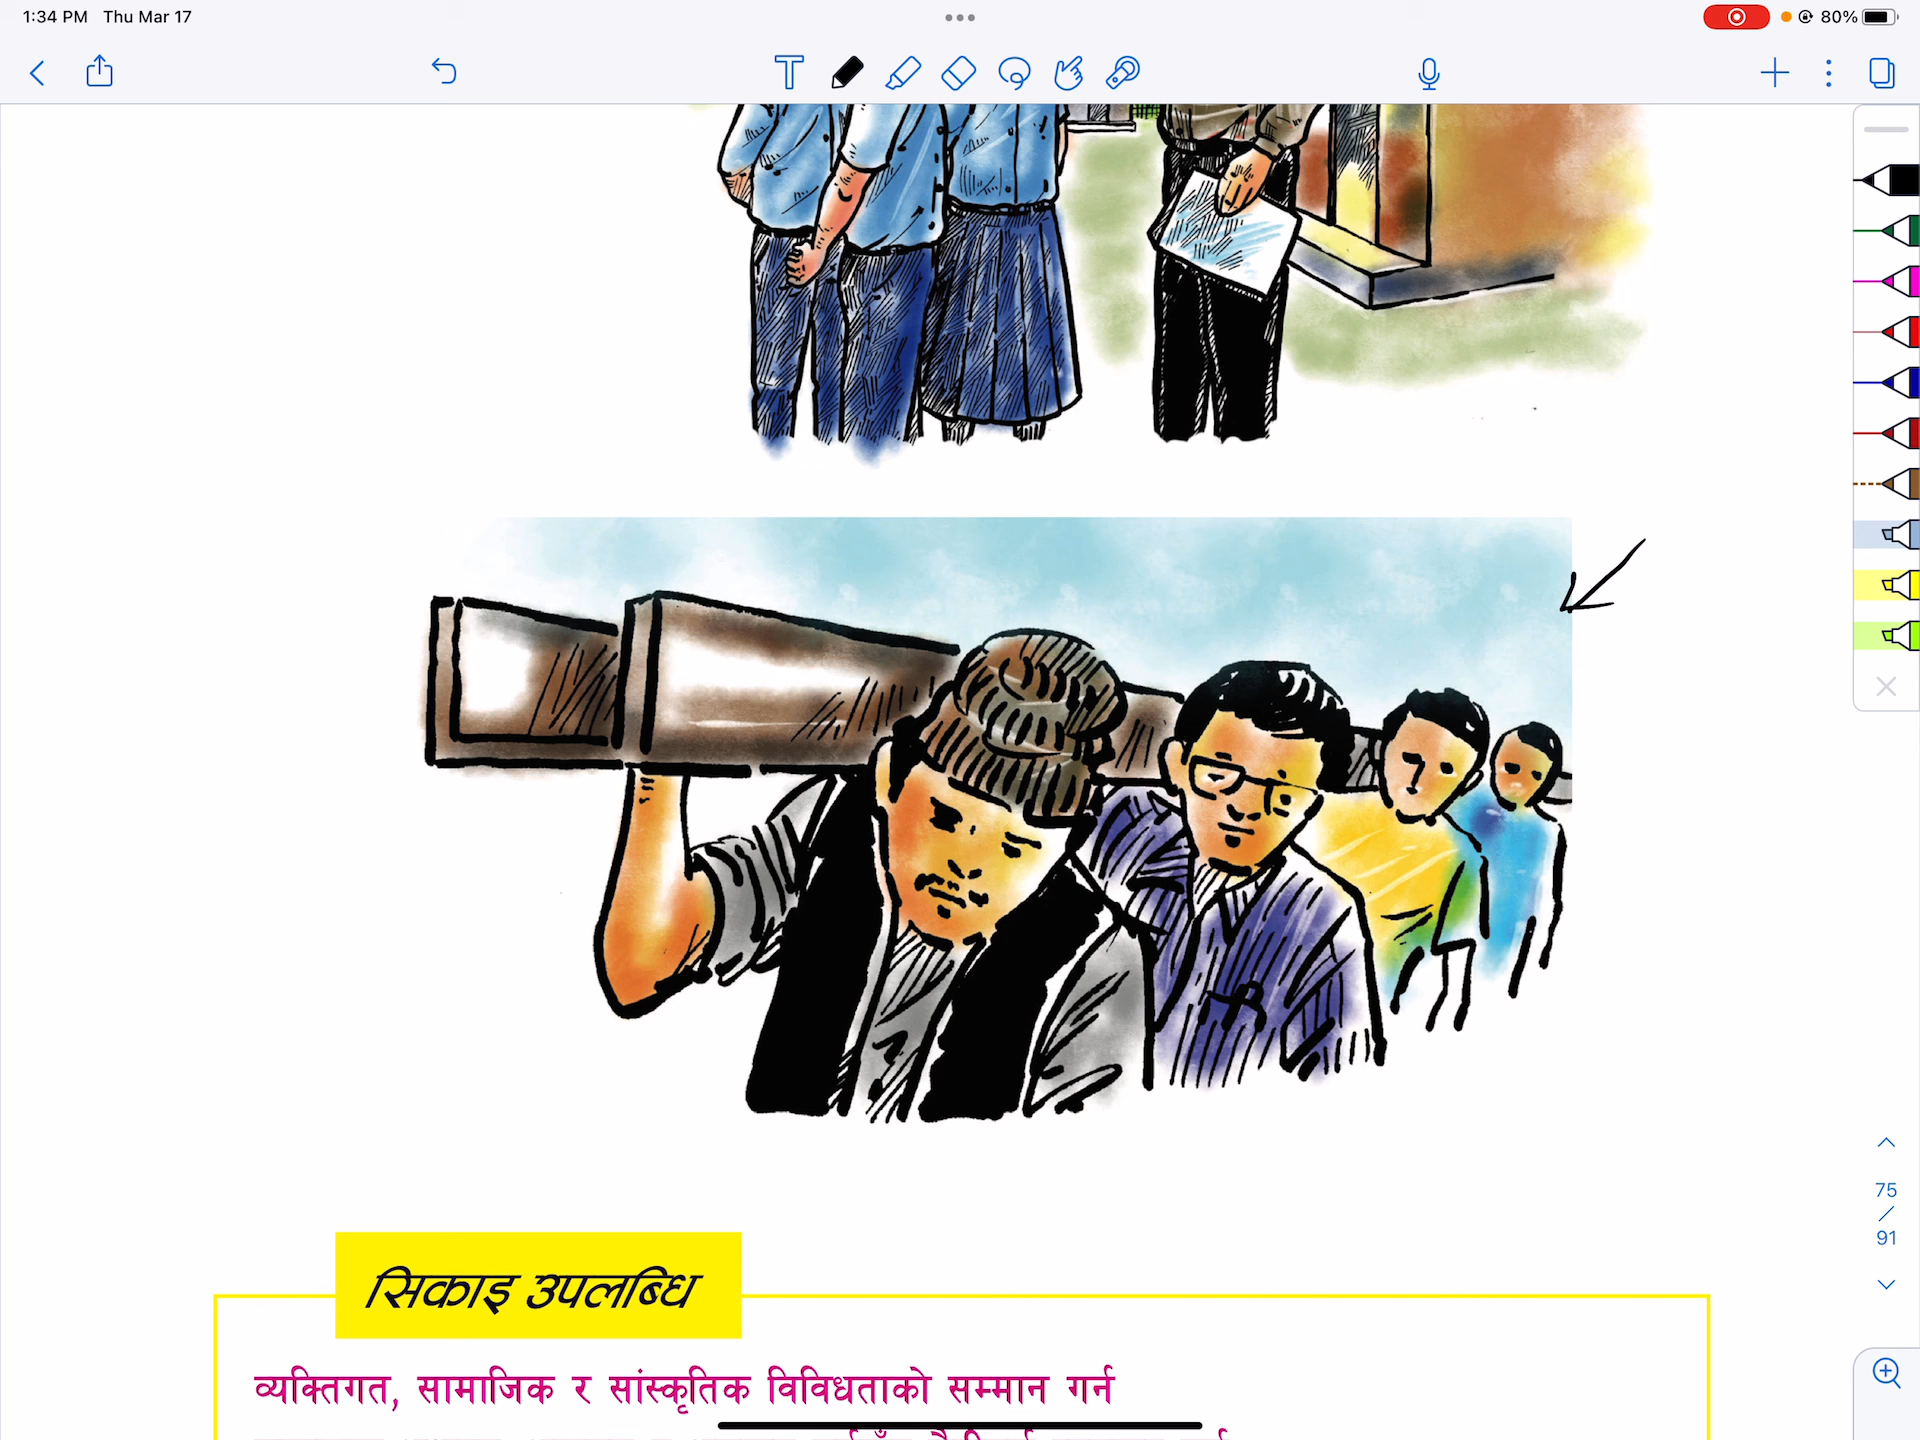 1:34 PM Thu Mar 17
80%
75
/
91
सिकाइ उपलब्धि
व्यक्तिगत, सामाजिक र सांस्कृतिक विविधताको सम्मान गर्न